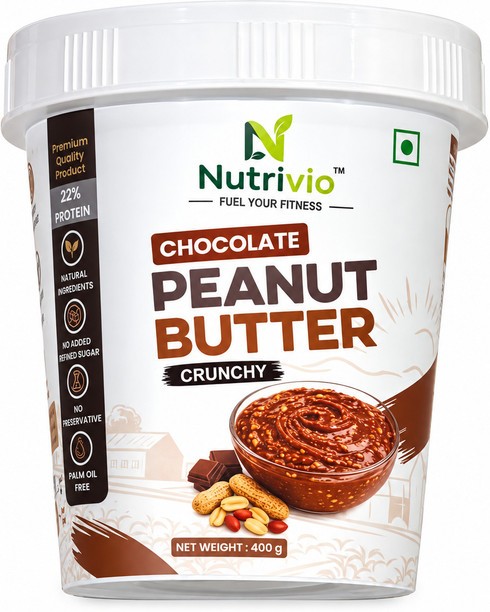 Nutrivio™
FUEL YOUR FITNESS
CHOCOLATE
PEANUT
BUTTER
CRUNCHY
NET WEIGHT : 400 g
Premium
Quality
Product
22%
PROTEIN
NATURAL
INGREDIENTS
NO ADDED
REFINED SUGAR
NO
PRESERVATIVE
PALM OIL
FREE